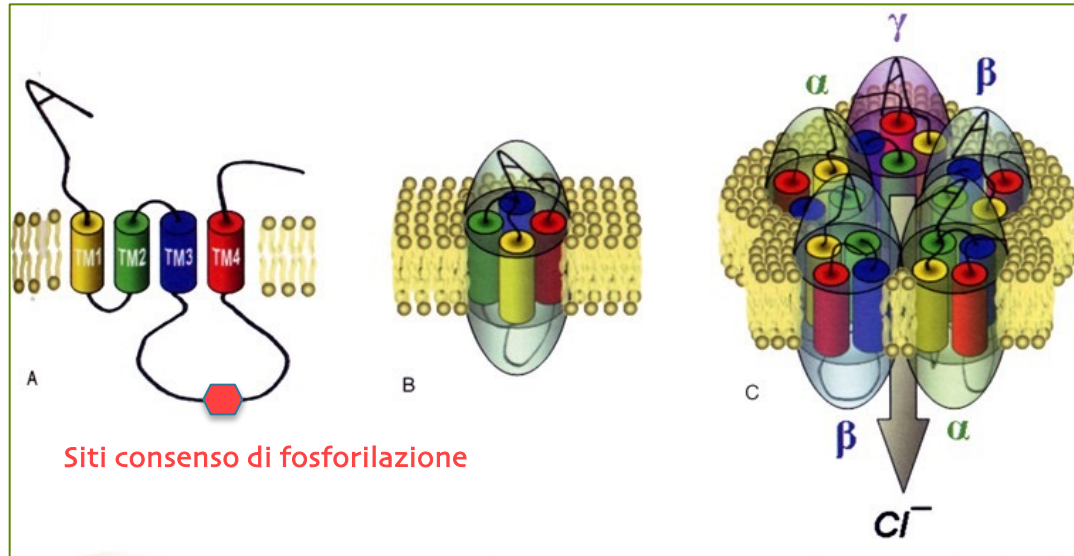 γ
α
β
TM1
TM2
TM3
TM4
A
B
C
Siti consenso di fosforilazione
β
α
Cl⁻